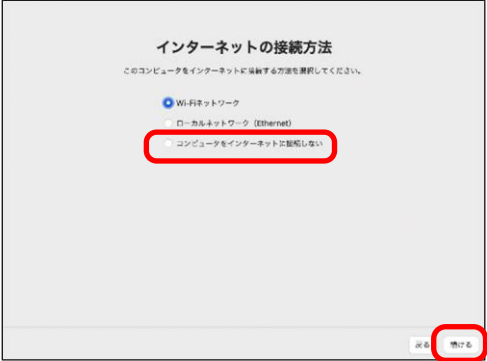 インターネットの接続方法
このコンピュータをインターネットに接続する方法を選択してください。
Wi-Fiネットワーク
ローカルネットワーク（Ethernet）
コンピュータをインターネットに接続しない
戻る
続ける